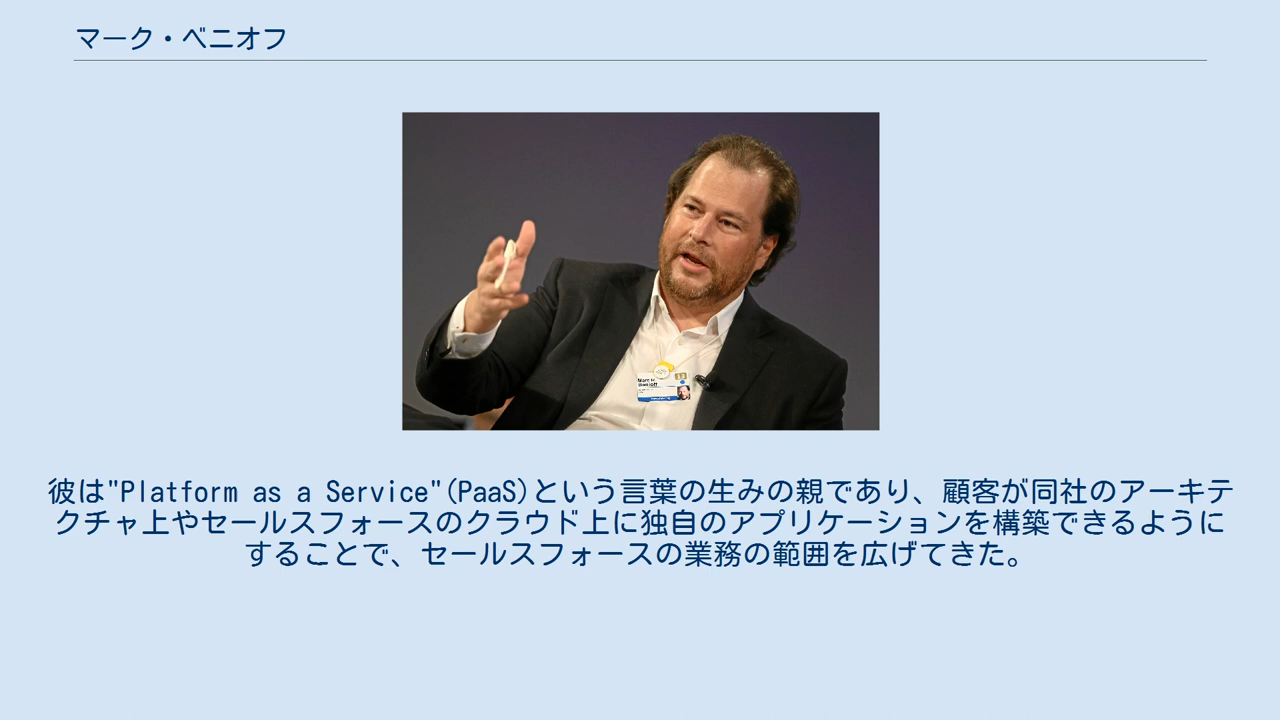 マーク・ベニオフ
Marc R.
Benioff
彼は"Platform as a Service"(PaaS)という言葉の生みの親であり、顧客が同社のアーキテ
クチャ上やセールスフォースのクラウド上に独自のアプリケーションを構築できるように
することで、セールスフォースの業務の範囲を広げてきた。